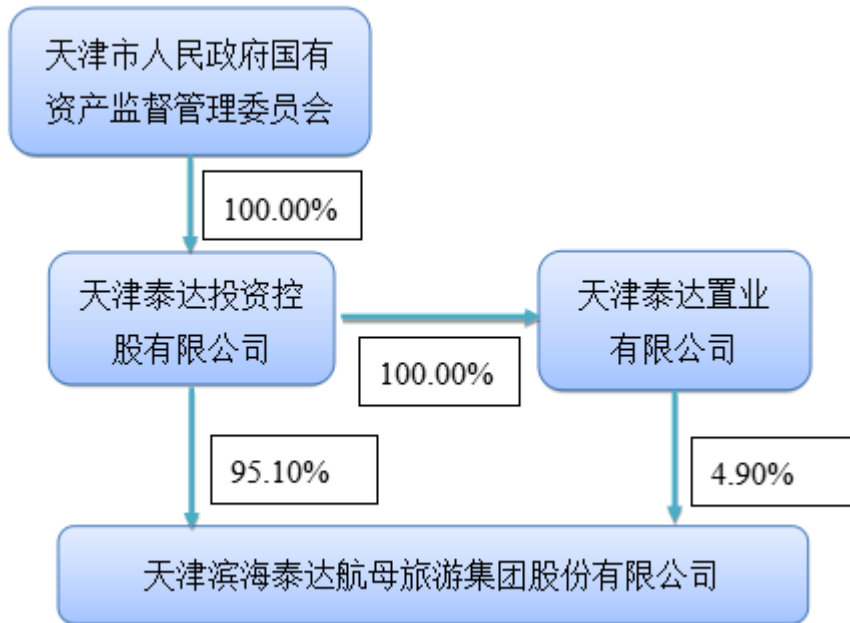 天津市人民政府国有
资产监督管理委员会
100.00%
天津泰达投资控
股有限公司
天津泰达置业
有限公司
100.00%
95.10%
4.90%
天津滨海泰达航母旅游集团股份有限公司